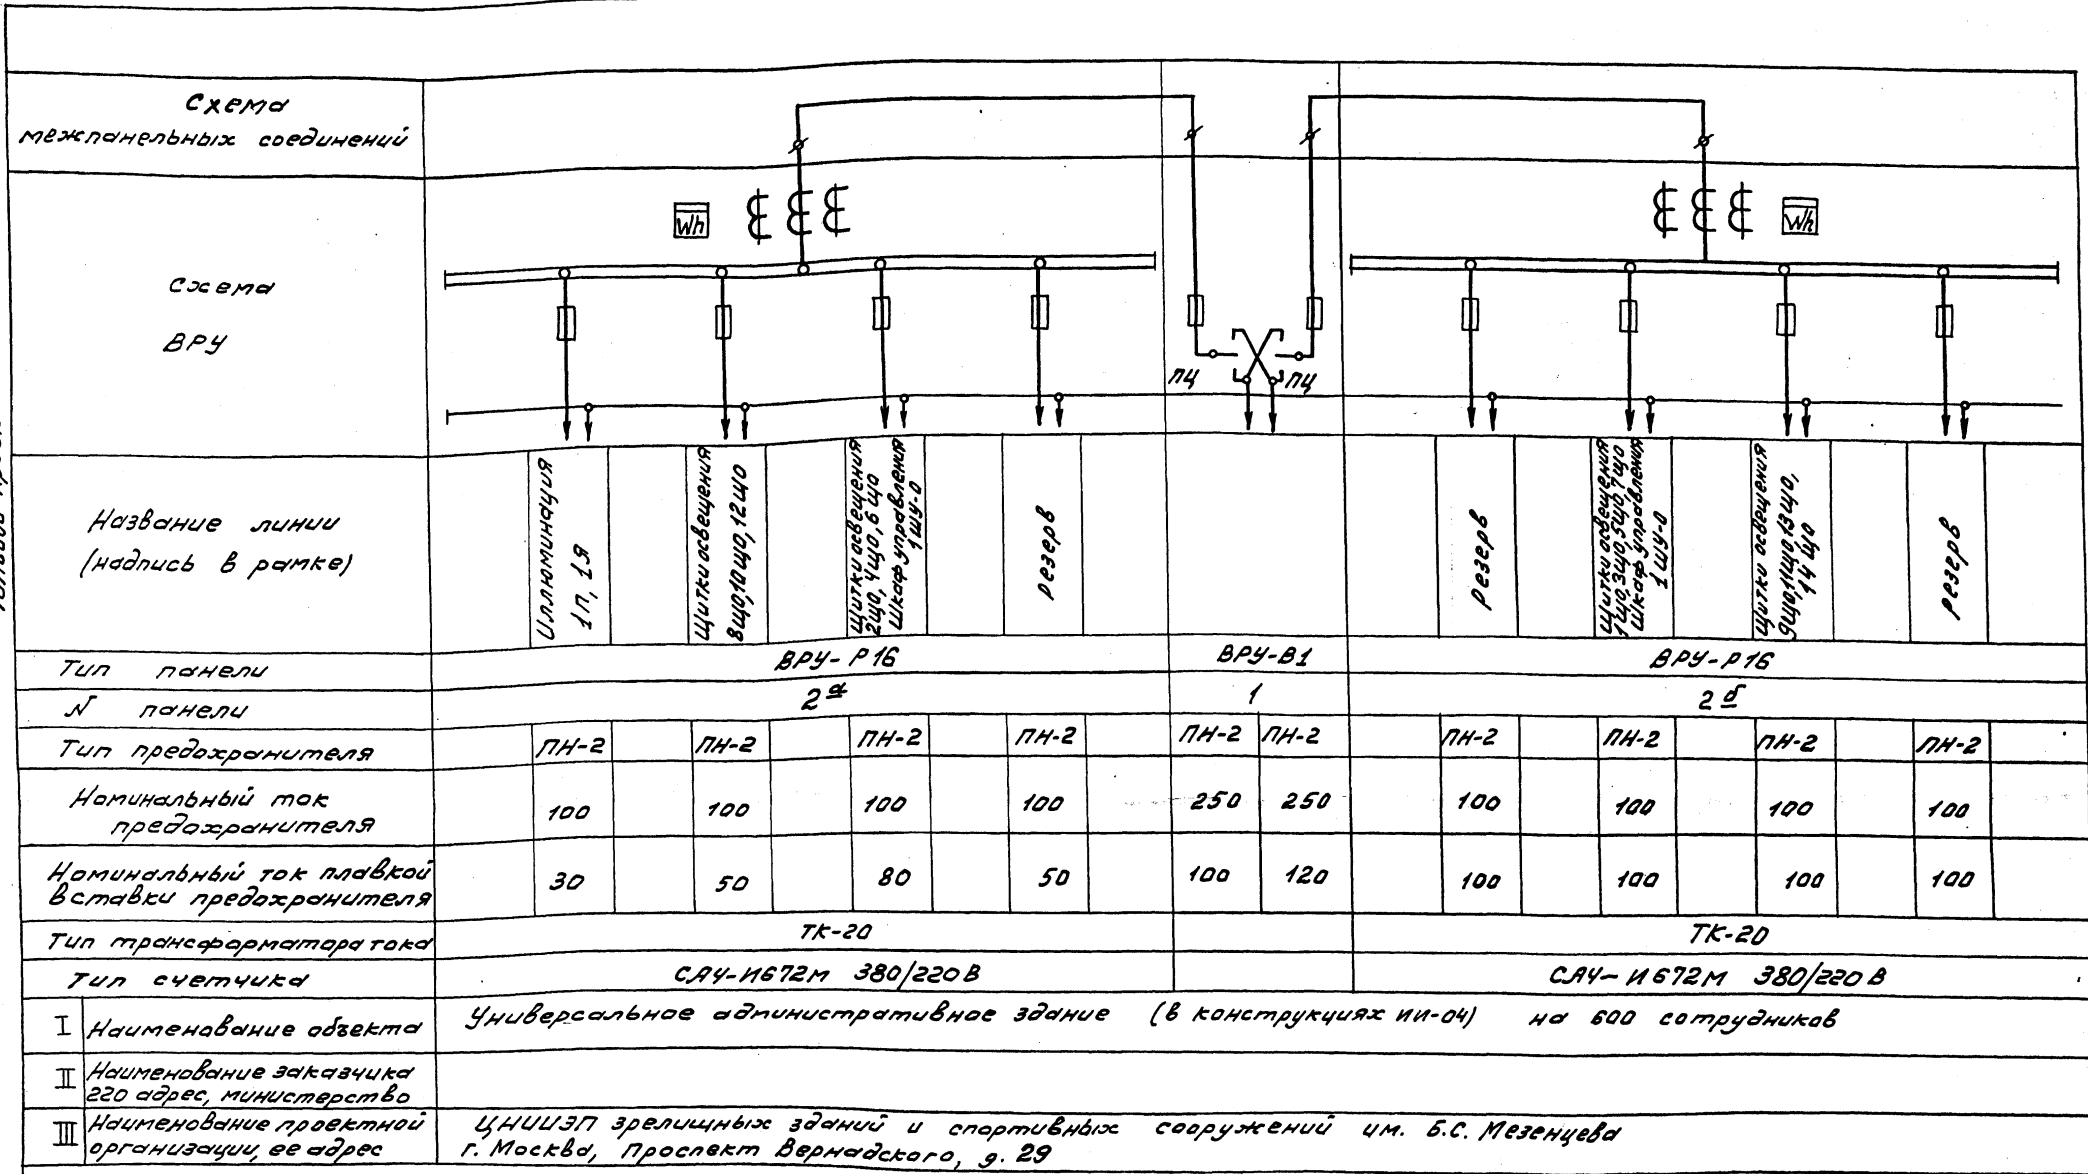 Схема
межпанельных соединений
Wh
Wh
Схема
ВРУ
ПЦ
ПЦ
Название линии
(надпись в рамке)
Иллюминация
1П, 1Я
Щитки освещения
8що, 10що, 12що
Щитки освещения
2що, 4що, 6що
Шкаф управления
1ШУ-0
резерв
резерв
Щитки освещения
1що, 3що, 5що, 7що
Шкаф управления
1ШУ-0
Щитки освещения
9що, 11що, 13що,
14що
резерв
Тип панели ВРУ-Р16 ВРУ-В1 ВРУ-Р16
N панели 2а 1 2б
Тип предохранителя ПН-2 ПН-2 ПН-2 ПН-2 ПН-2 ПН-2 ПН-2 ПН-2 ПН-2 ПН-2
Номинальный ток
предохранителя 100 100 100 100 250 250 100 100 100 100
Номинальный ток плавкой
вставки предохранителя 30 50 80 50 100 120 100 100 100 100
Тип трансформатора тока ТК-20 ТК-20
Тип счетчика САЧ-И672М 380/220В САЧ-И672М 380/220В
I Наименование объекта Универсальное административное здание (в конструкциях ИИ-04) на 600 сотрудников
II Наименование заказчика
его адрес, министерство
III Наименование проектной
организации, ее адрес
ЦНИИЭП зрелищных зданий и спортивных сооружений им. Б.С. Мезенцева
г. Москва, Проспект Вернадского, д. 29